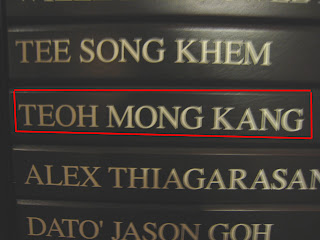 TEE SONG KHEM
TEOH MONG KANG
ALEX THIAGARASAN
DATO' JASON GOH